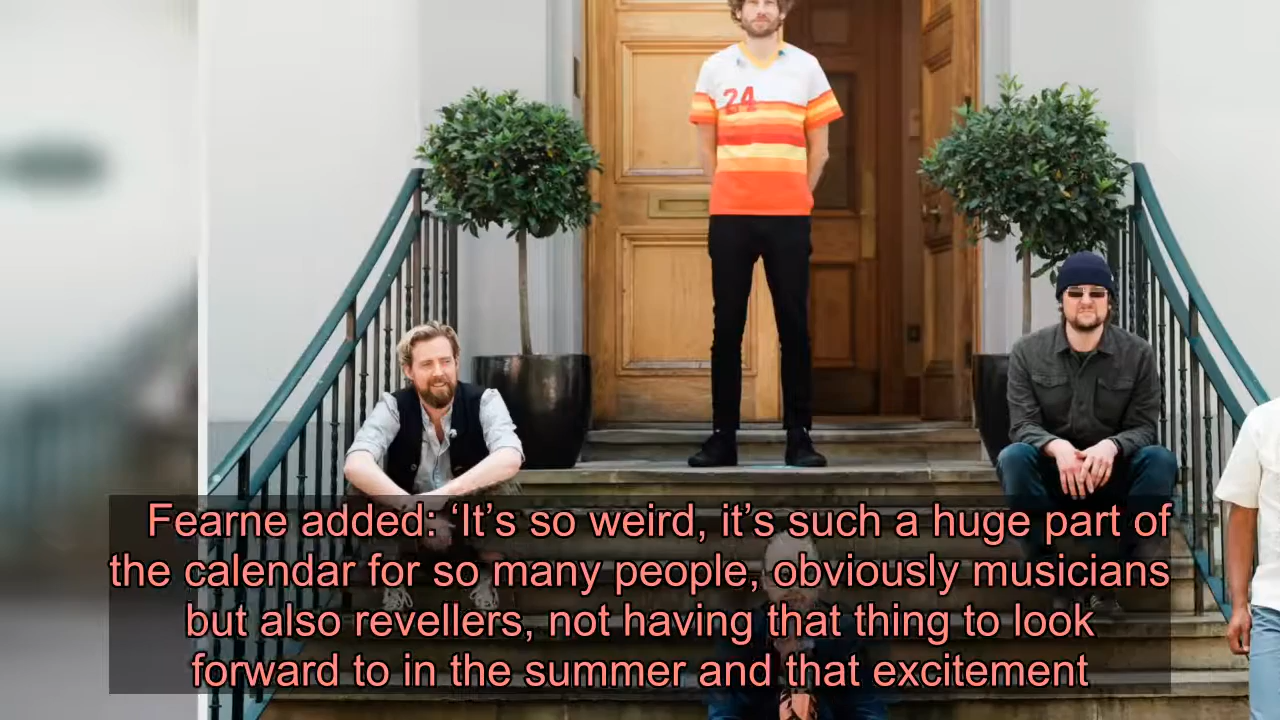 24
Fearne added: ‘It’s so weird, it’s such a huge part of
the calendar for so many people, obviously musicians
but also revellers, not having that thing to look
forward to in the summer and that excitement